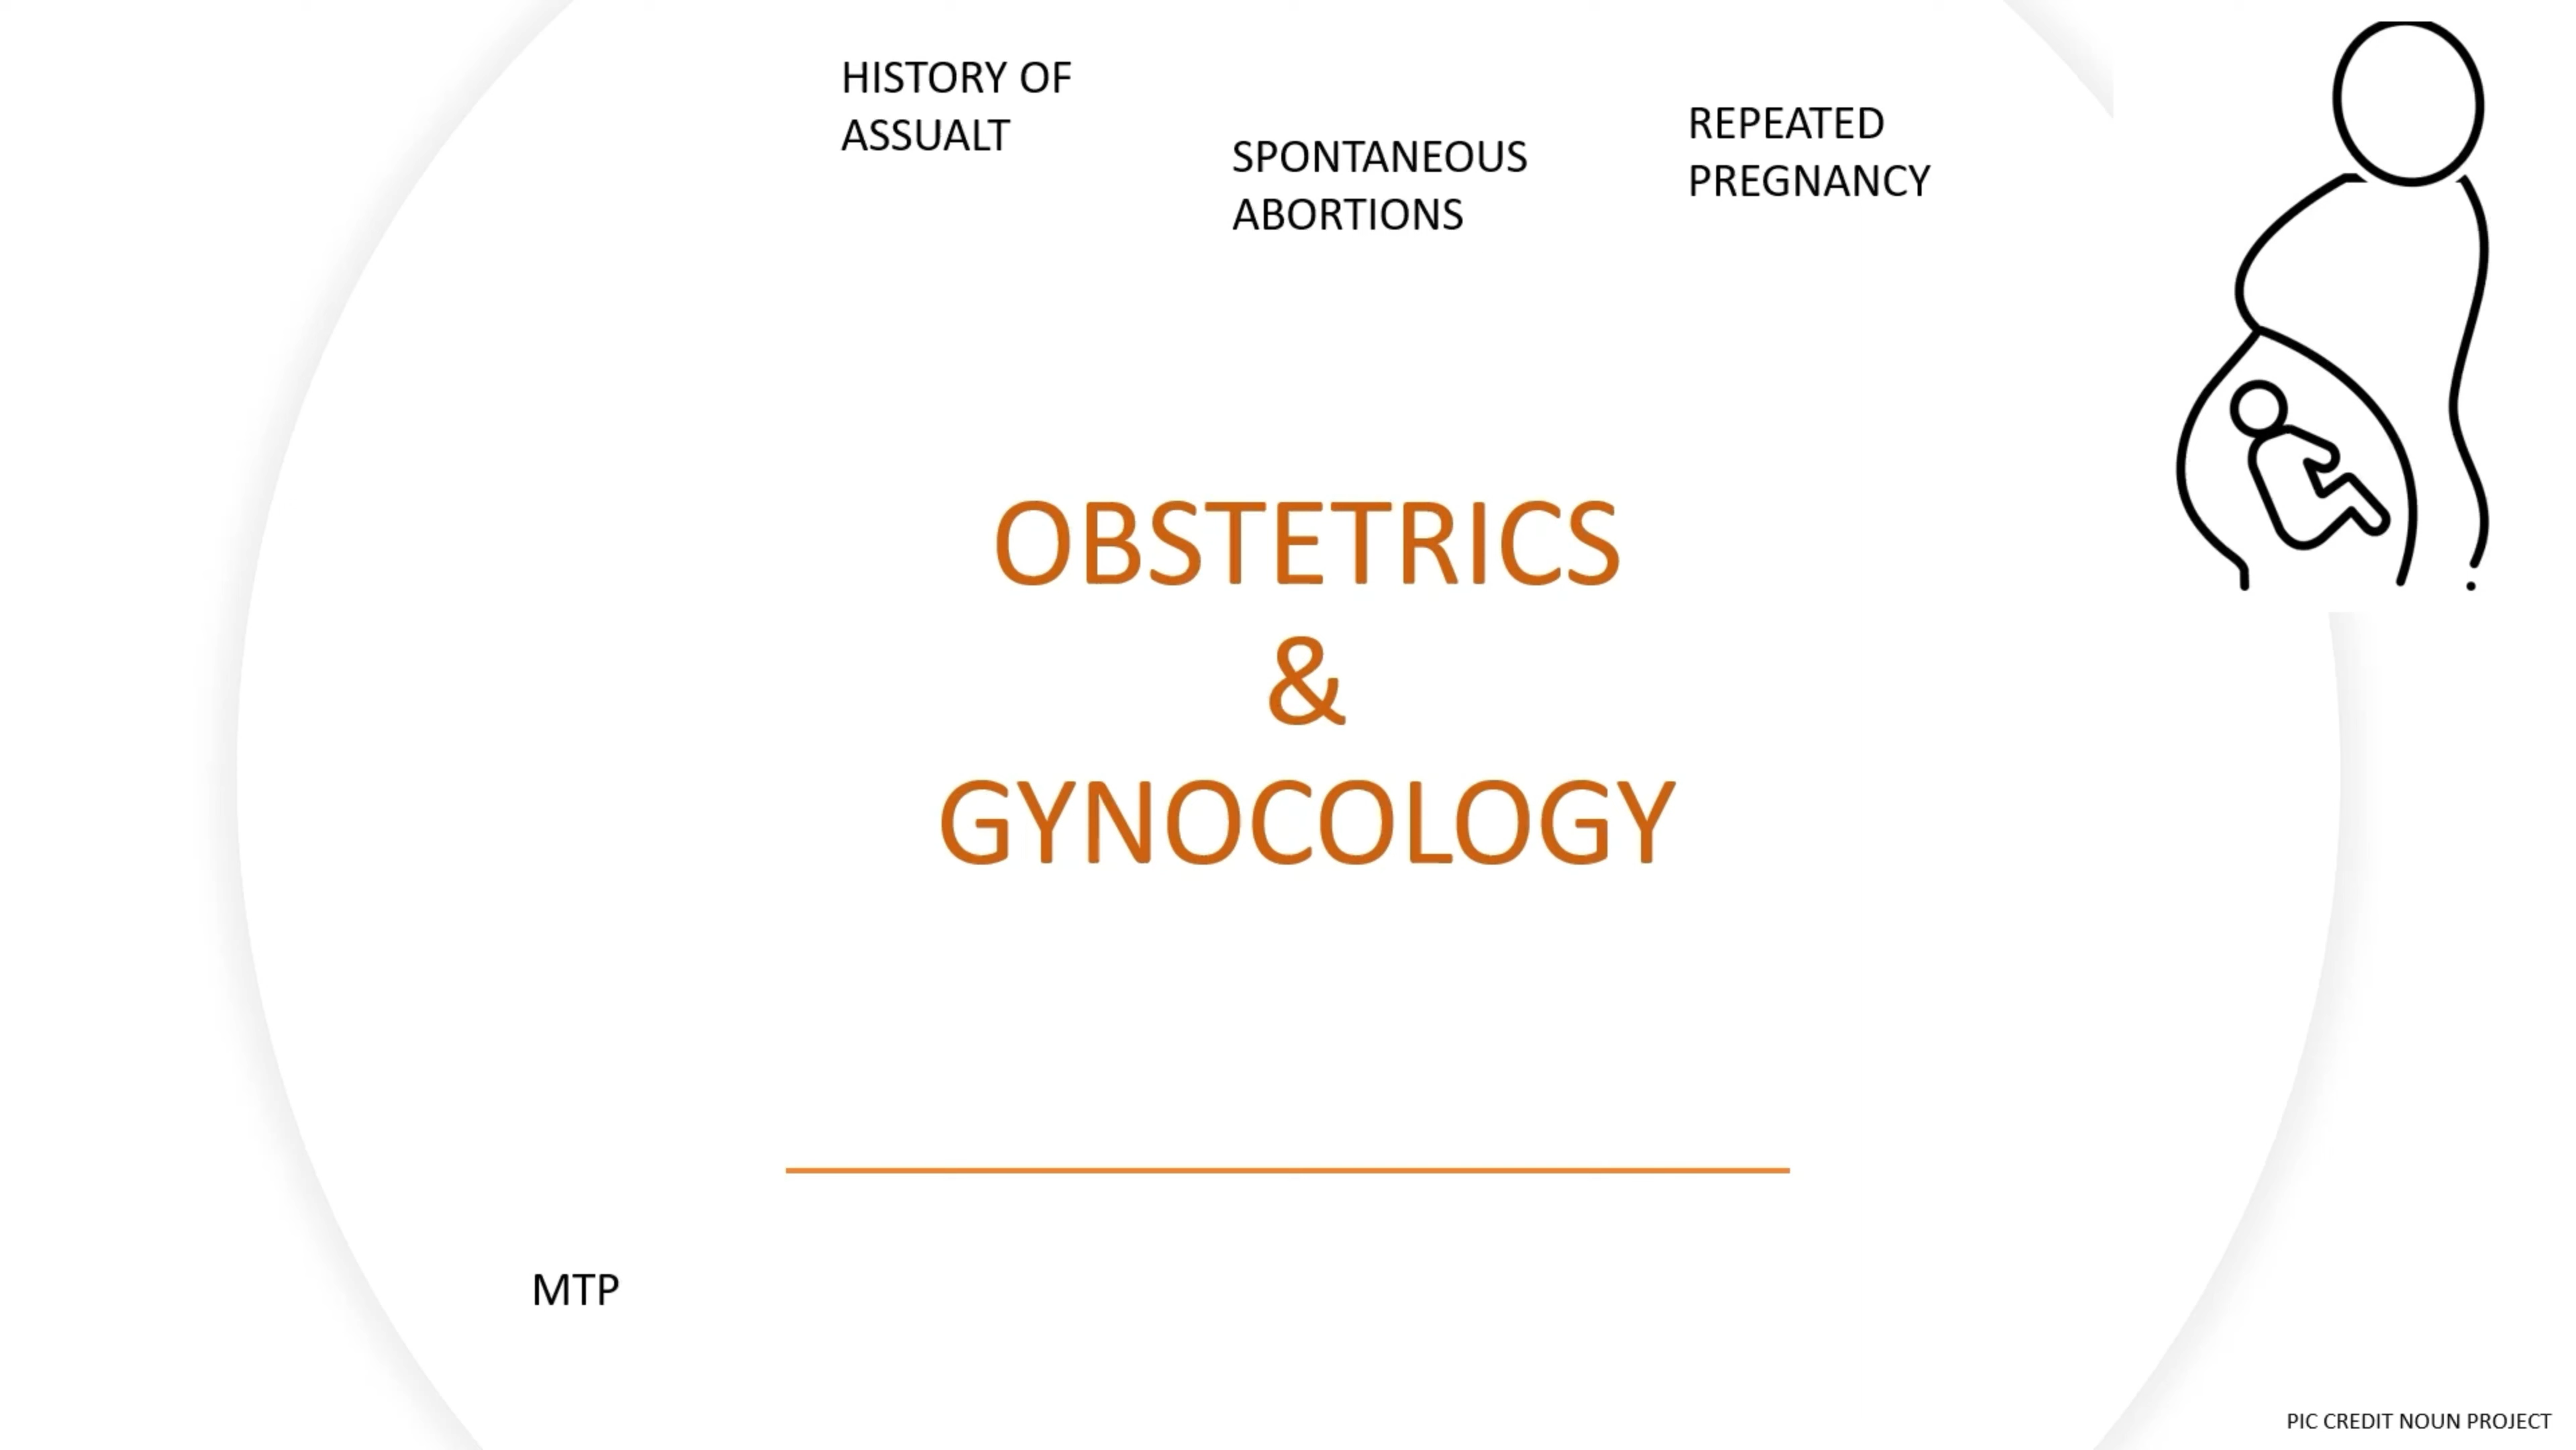 HISTORY OF
ASSUALT
SPONTANEOUS
ABORTIONS
REPEATED
PREGNANCY
OBSTETRICS
&
GYNOCOLOGY
MTP
PIC CREDIT NOUN PROJECT